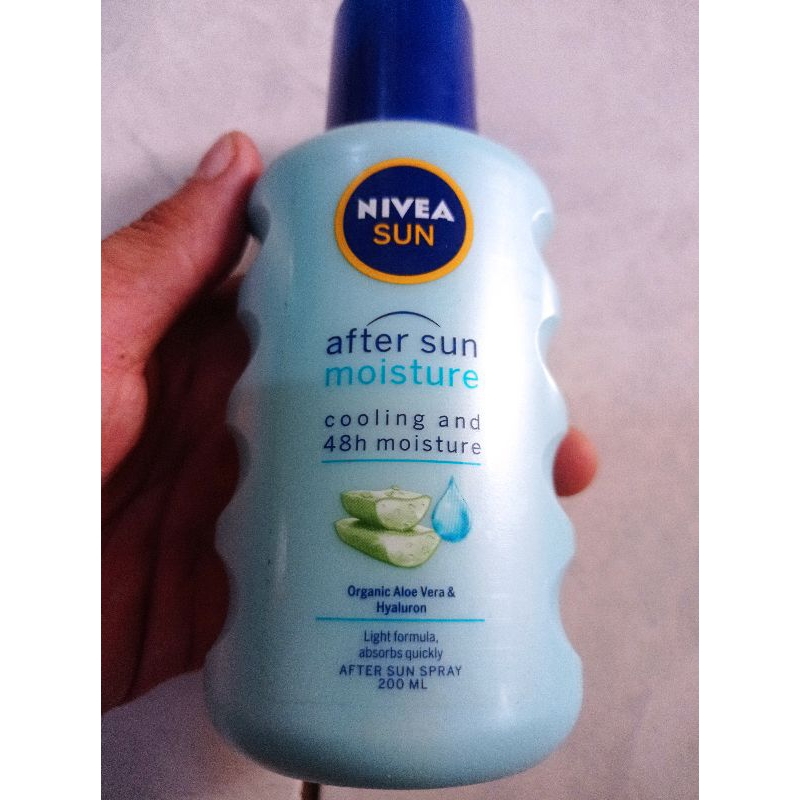 NIVEA
SUN
after sun
moisture
cooling and
48h moisture
Organic Aloe Vera &
Hyaluron
Light formula,
absorbs quickly
AFTER SUN SPRAY
200 ML